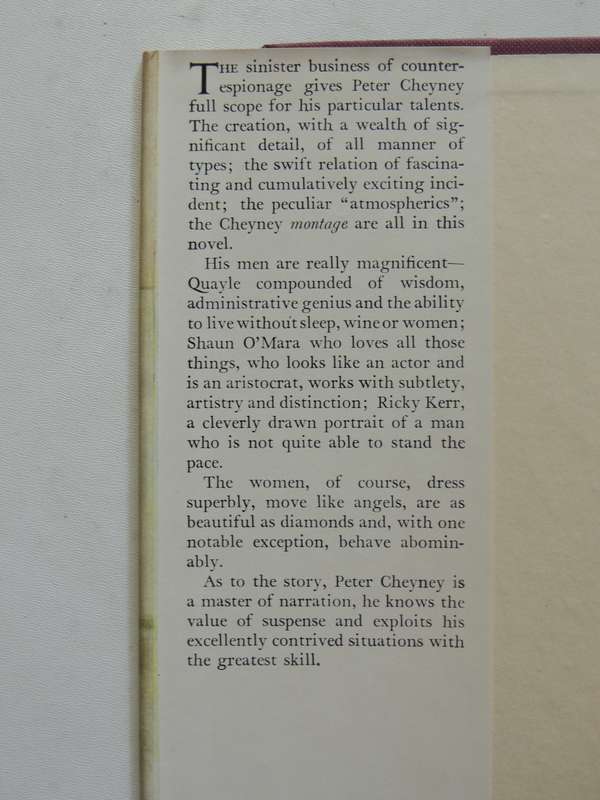 THE sinister business of counter-
espionage gives Peter Cheyney
full scope for his particular talents.
The creation, with a wealth of sig-
nificant detail, of all manner of
types; the swift relation of fascina-
ting and cumulatively exciting inci-
dent; the peculiar “atmospherics”;
the Cheyney montage are all in this
novel.
His men are really magnificent—
Quayle compounded of wisdom,
administrative genius and the ability
to live without sleep, wine or women;
Shaun O'Mara who loves all those
things, who looks like an actor and
is an aristocrat, works with subtlety,
artistry and distinction; Ricky Kerr,
a cleverly drawn portrait of a man
who is not quite able to stand the
pace.
The women, of course, dress
superbly, move like angels, are as
beautiful as diamonds and, with one
notable exception, behave abomin-
ably.
As to the story, Peter Cheyney is
a master of narration, he knows the
value of suspense and exploits his
excellently contrived situations with
the greatest skill.